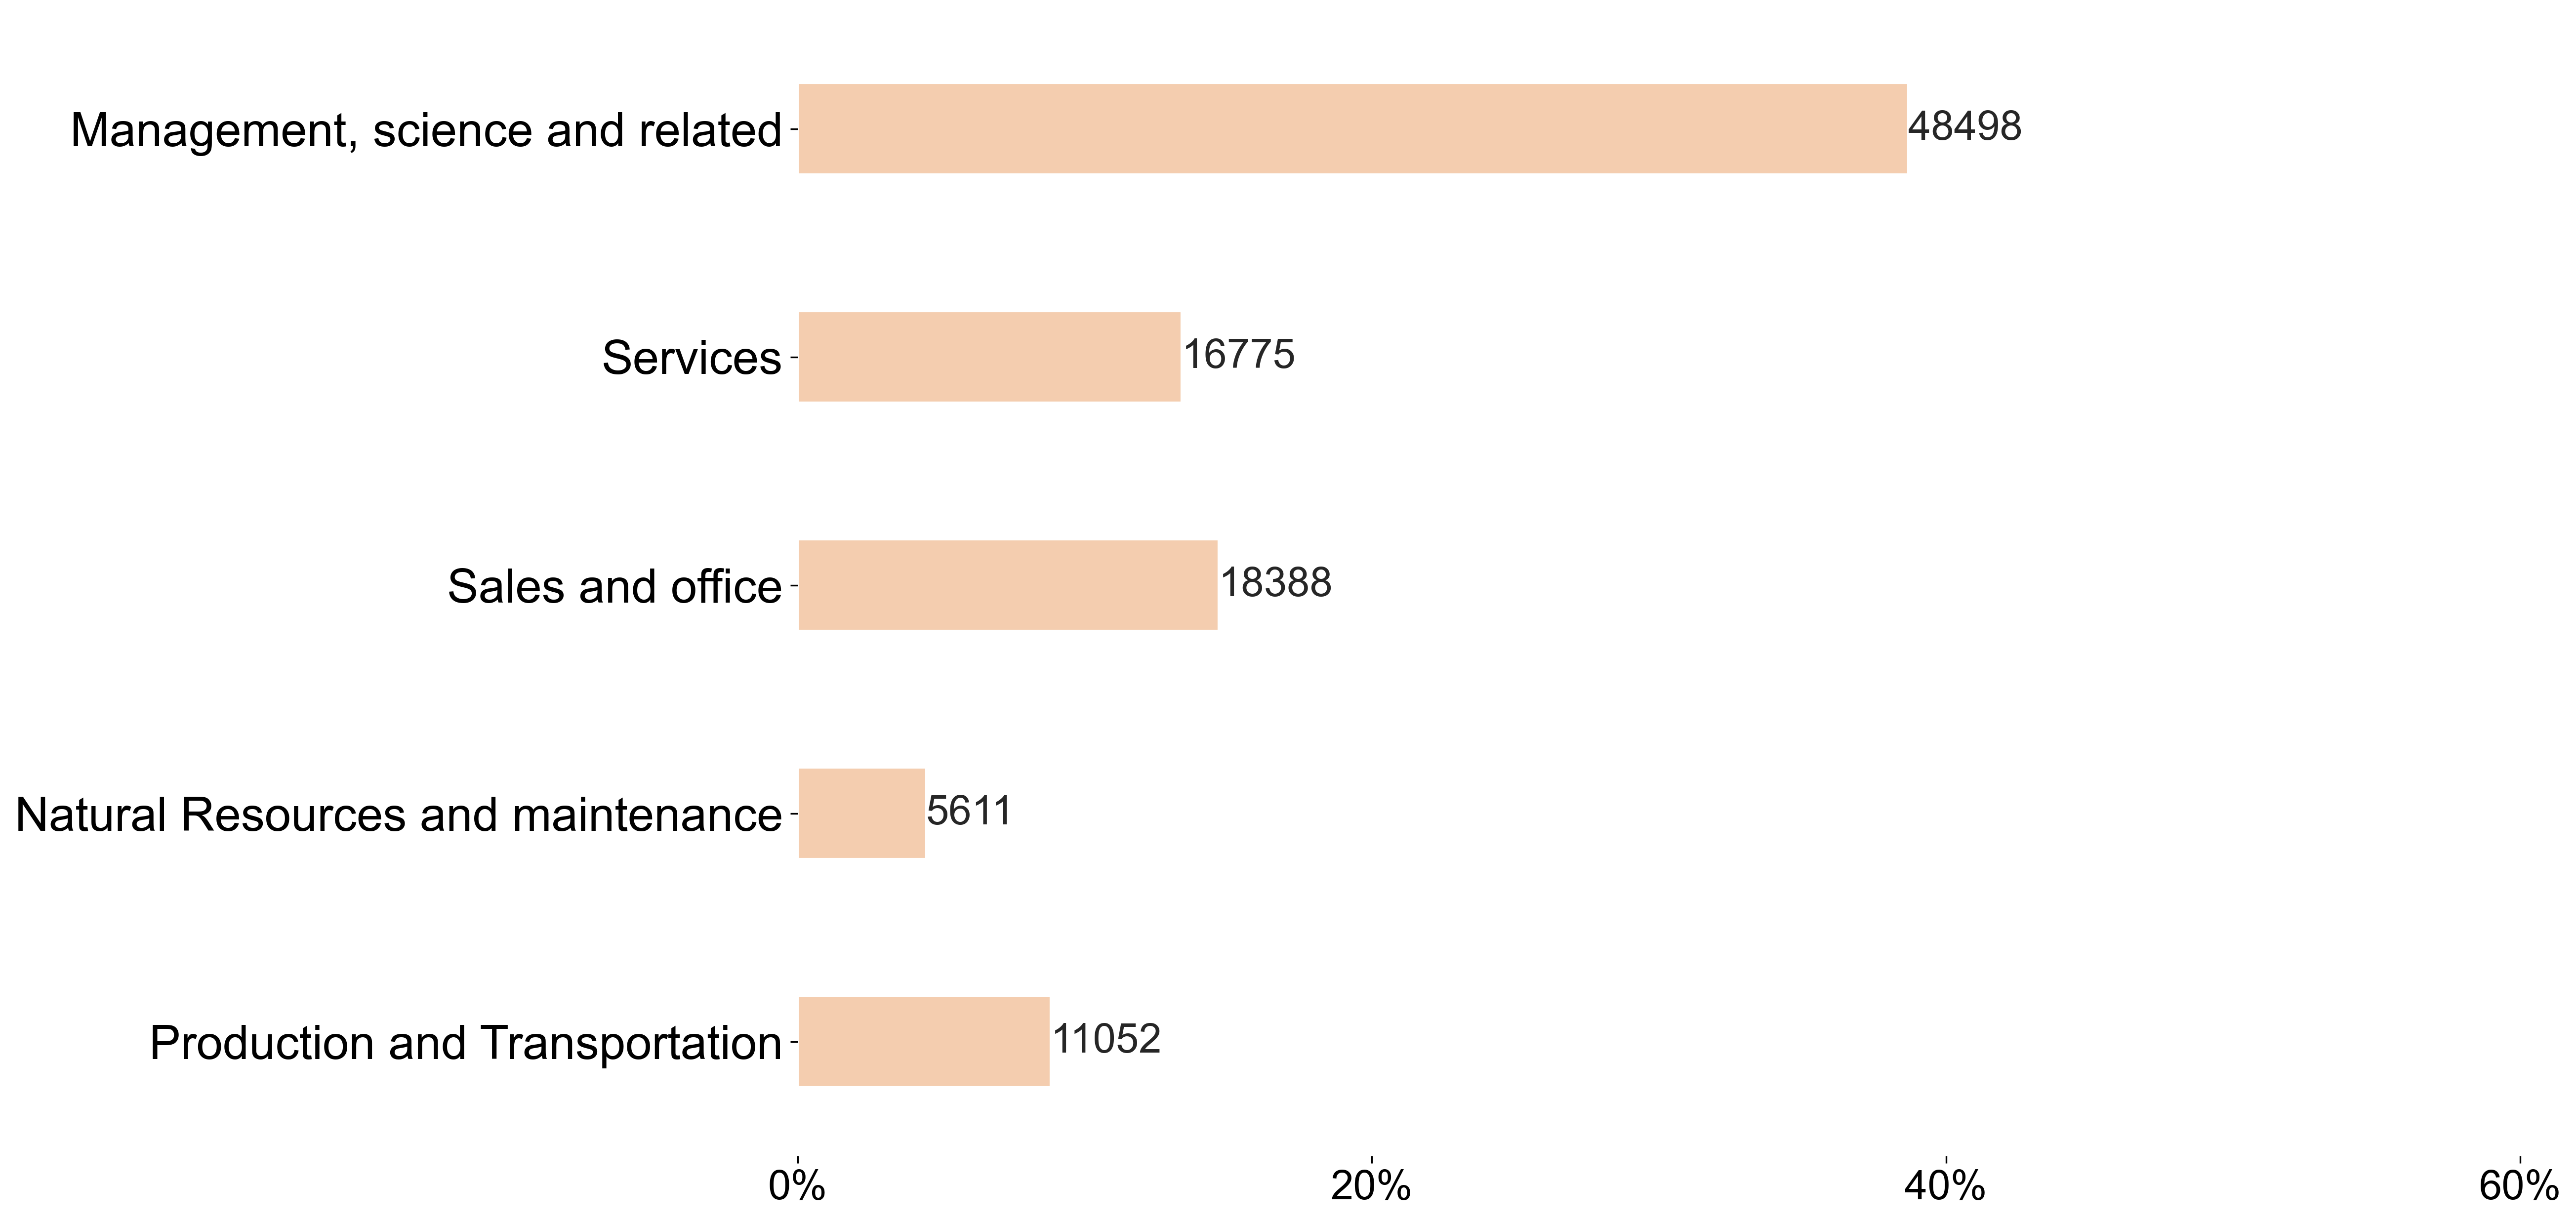 Management, science and related 48498
Services 16775
Sales and office 18388
Natural Resources and maintenance 5611
Production and Transportation 11052
0% 20% 40% 60%